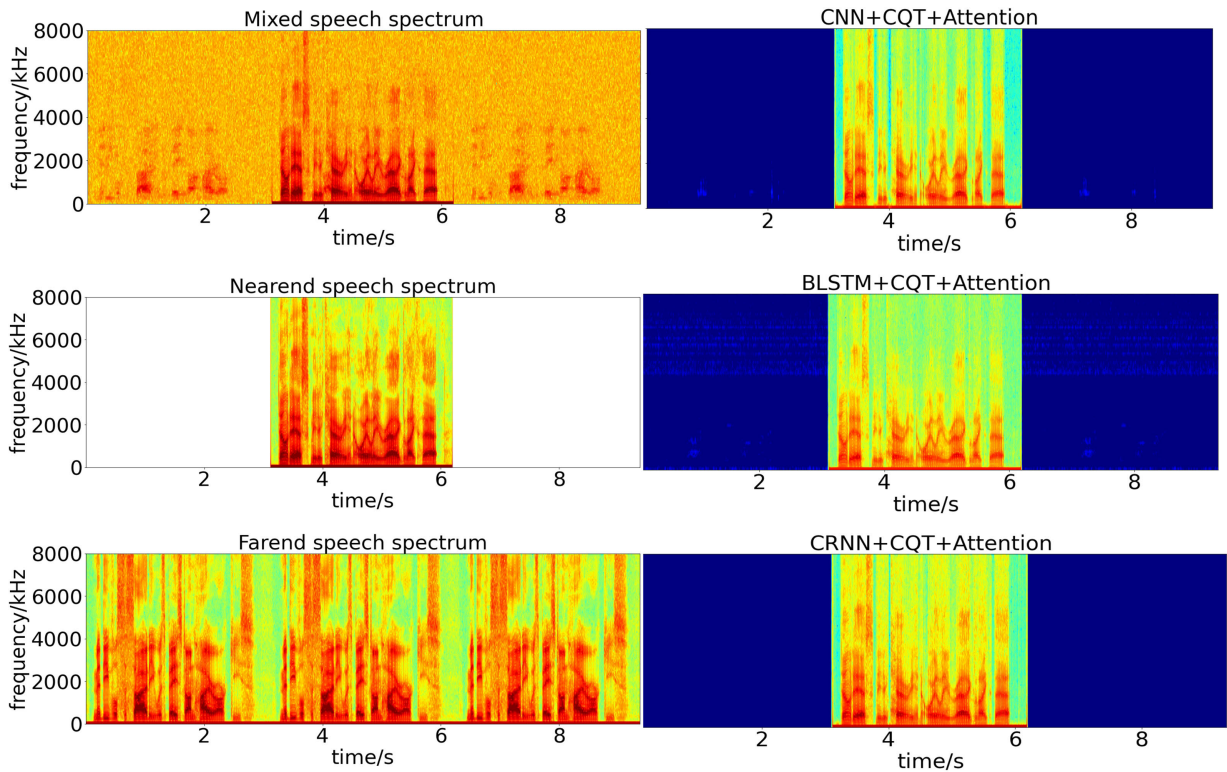 Mixed speech spectrum
8000
6000
4000
2000
0
frequency/kHz
2 4 6 8
time/s
CNN+CQT+Attention
2 4 6 8
time/s
Nearend speech spectrum
8000
6000
4000
2000
0
frequency/kHz
2 4 6 8
time/s
BLSTM+CQT+Attention
2 4 6 8
time/s
Farend speech spectrum
8000
6000
4000
2000
0
frequency/kHz
2 4 6 8
time/s
CRNN+CQT+Attention
2 4 6 8
time/s